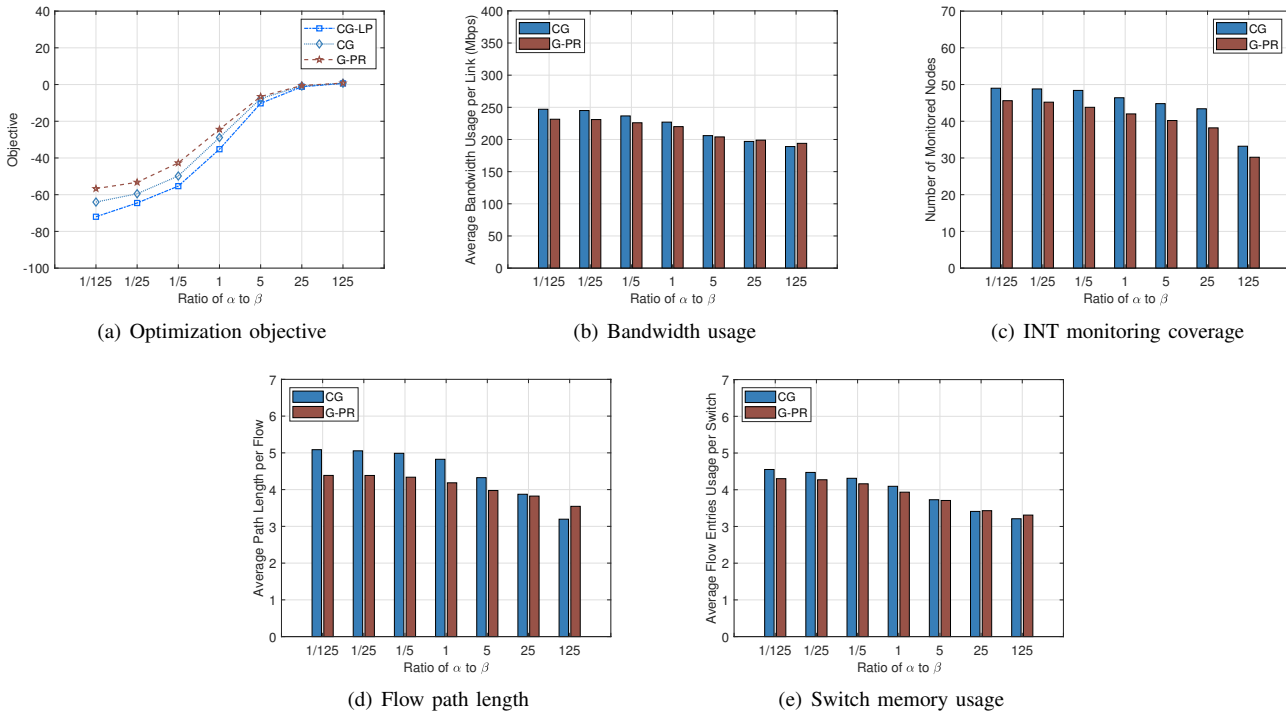 40
20
0
-20
-40
-60
-80
-100
Objective
CG-LP
CG
G-PR
1/125 1/25 1/5 1 5 25 125
Ratio of α to β
(a) Optimization objective
400
350
300
250
200
150
100
50
0
Average Bandwidth Usage per Link (Mbps)
CG
G-PR
1/125 1/25 1/5 1 5 25 125
Ratio of α to β
(b) Bandwidth usage
70
60
50
40
30
20
10
0
Number of Monitored Nodes
CG
G-PR
1/125 1/25 1/5 1 5 25 125
Ratio of α to β
(c) INT monitoring coverage
7
6
5
4
3
2
1
0
Average Path Length per Flow
CG
G-PR
1/125 1/25 1/5 1 5 25 125
Ratio of α to β
(d) Flow path length
7
6
5
4
3
2
1
0
Average Flow Entries Usage per Switch
CG
G-PR
1/125 1/25 1/5 1 5 25 125
Ratio of α to β
(e) Switch memory usage